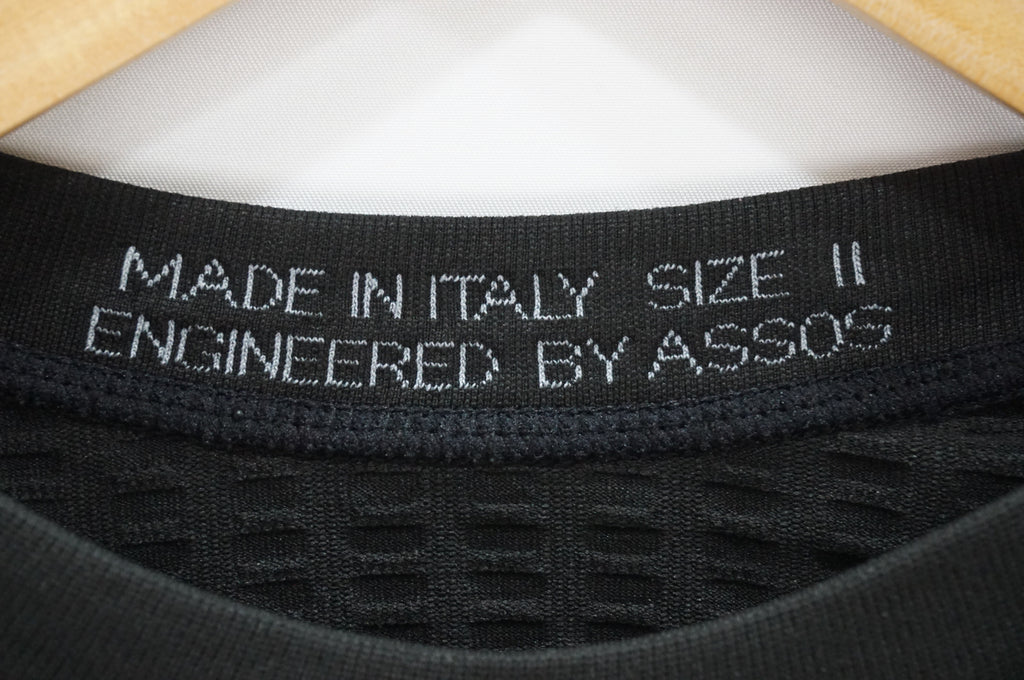 MADE IN ITALY SIZE II
ENGINEERED BY ASSOS